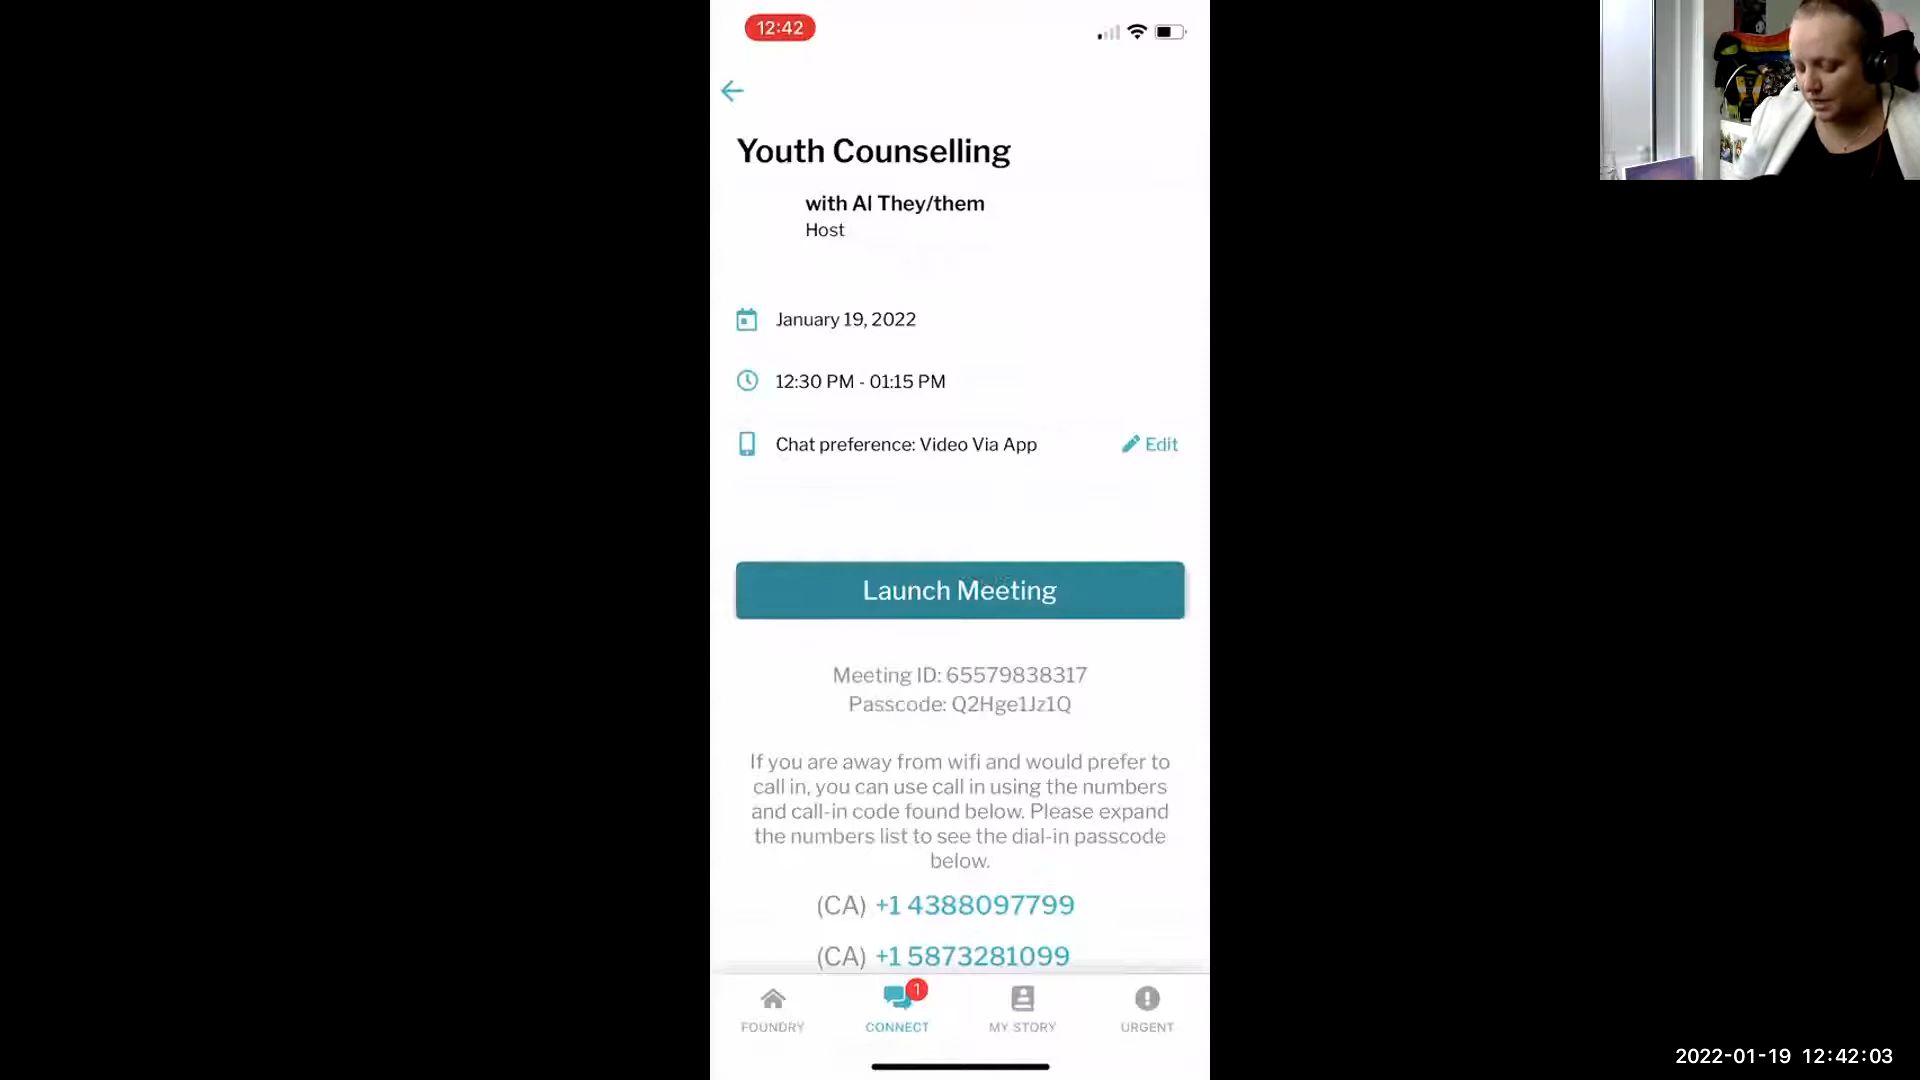 12:42
Youth Counselling
with Al They/them
Host
January 19, 2022
12:30 PM - 01:15 PM
Chat preference: Video Via App
Edit
Launch Meeting
Meeting ID: 65579838317
Passcode: Q2Hge1Jz1Q
If you are away from wifi and would prefer to
call in, you can use call in using the numbers
and call-in code found below. Please expand
the numbers list to see the dial-in passcode
below.
(CA) +1 4388097799
(CA) +1 5873281099
1
FOUNDRY
CONNECT
MY STORY
URGENT
2022-01-19 12:42:03